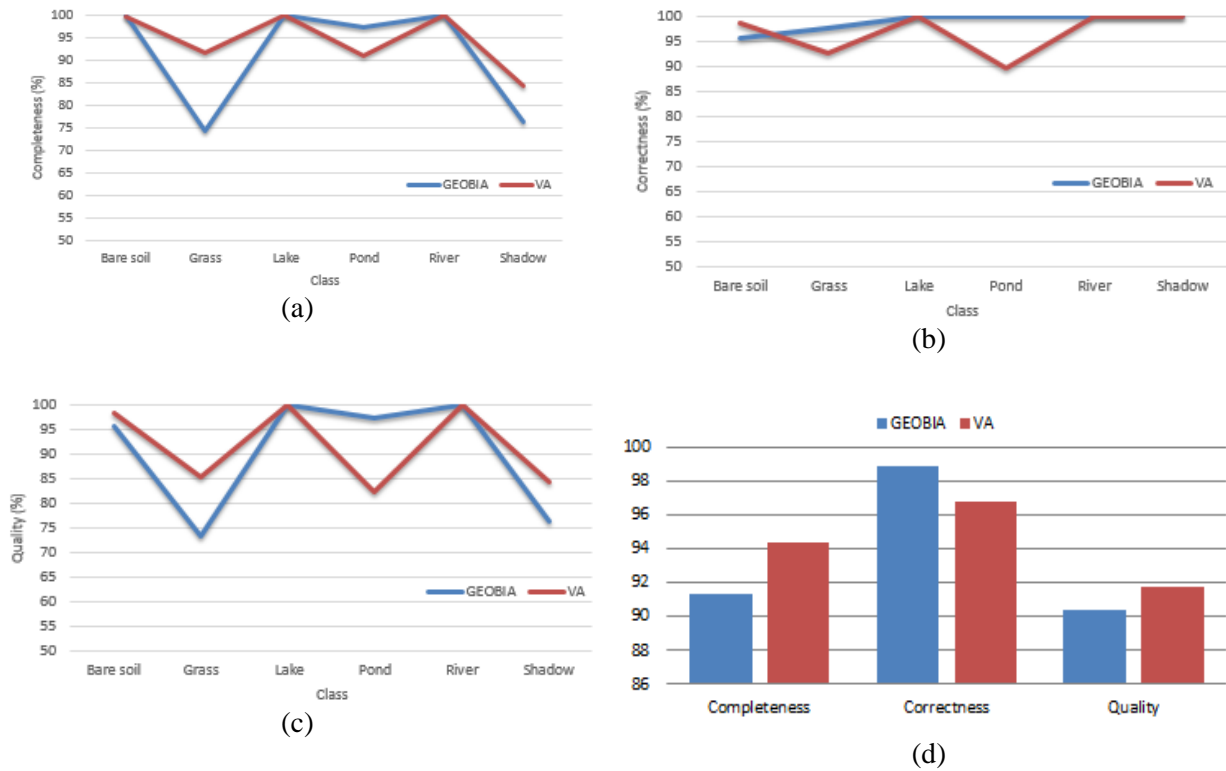 100
95
90
85
80
75
70
65
60
55
50
Completeness (%)
GEOBIA VA
Bare soil Grass Lake Pond River Shadow
Class
(a)
100
95
90
85
80
75
70
65
60
55
50
Correctness (%)
GEOBIA VA
Bare soil Grass Lake Pond River Shadow
Class
(b)
100
95
90
85
80
75
70
65
60
55
50
Quality (%)
GEOBIA VA
Bare soil Grass Lake Pond River Shadow
Class
(c)
GEOBIA VA
100
98
96
94
92
90
88
86
Completeness Correctness Quality
(d)